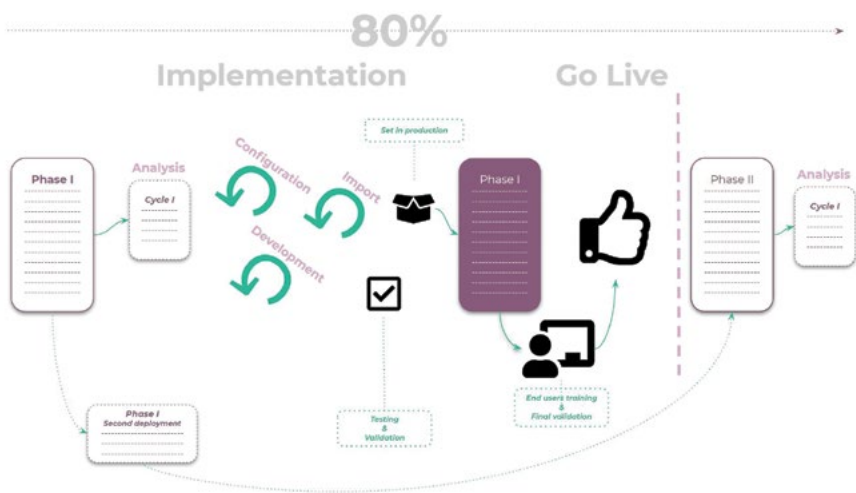 80%
Implementation
Go Live
Set in production
Configuration
Import
Development
Phase I
Analysis
Cycle I
Phase I
Phase II
Analysis
Cycle I
Testing
&
Validation
End users training
&
Final validation
Phase I
Second deployment